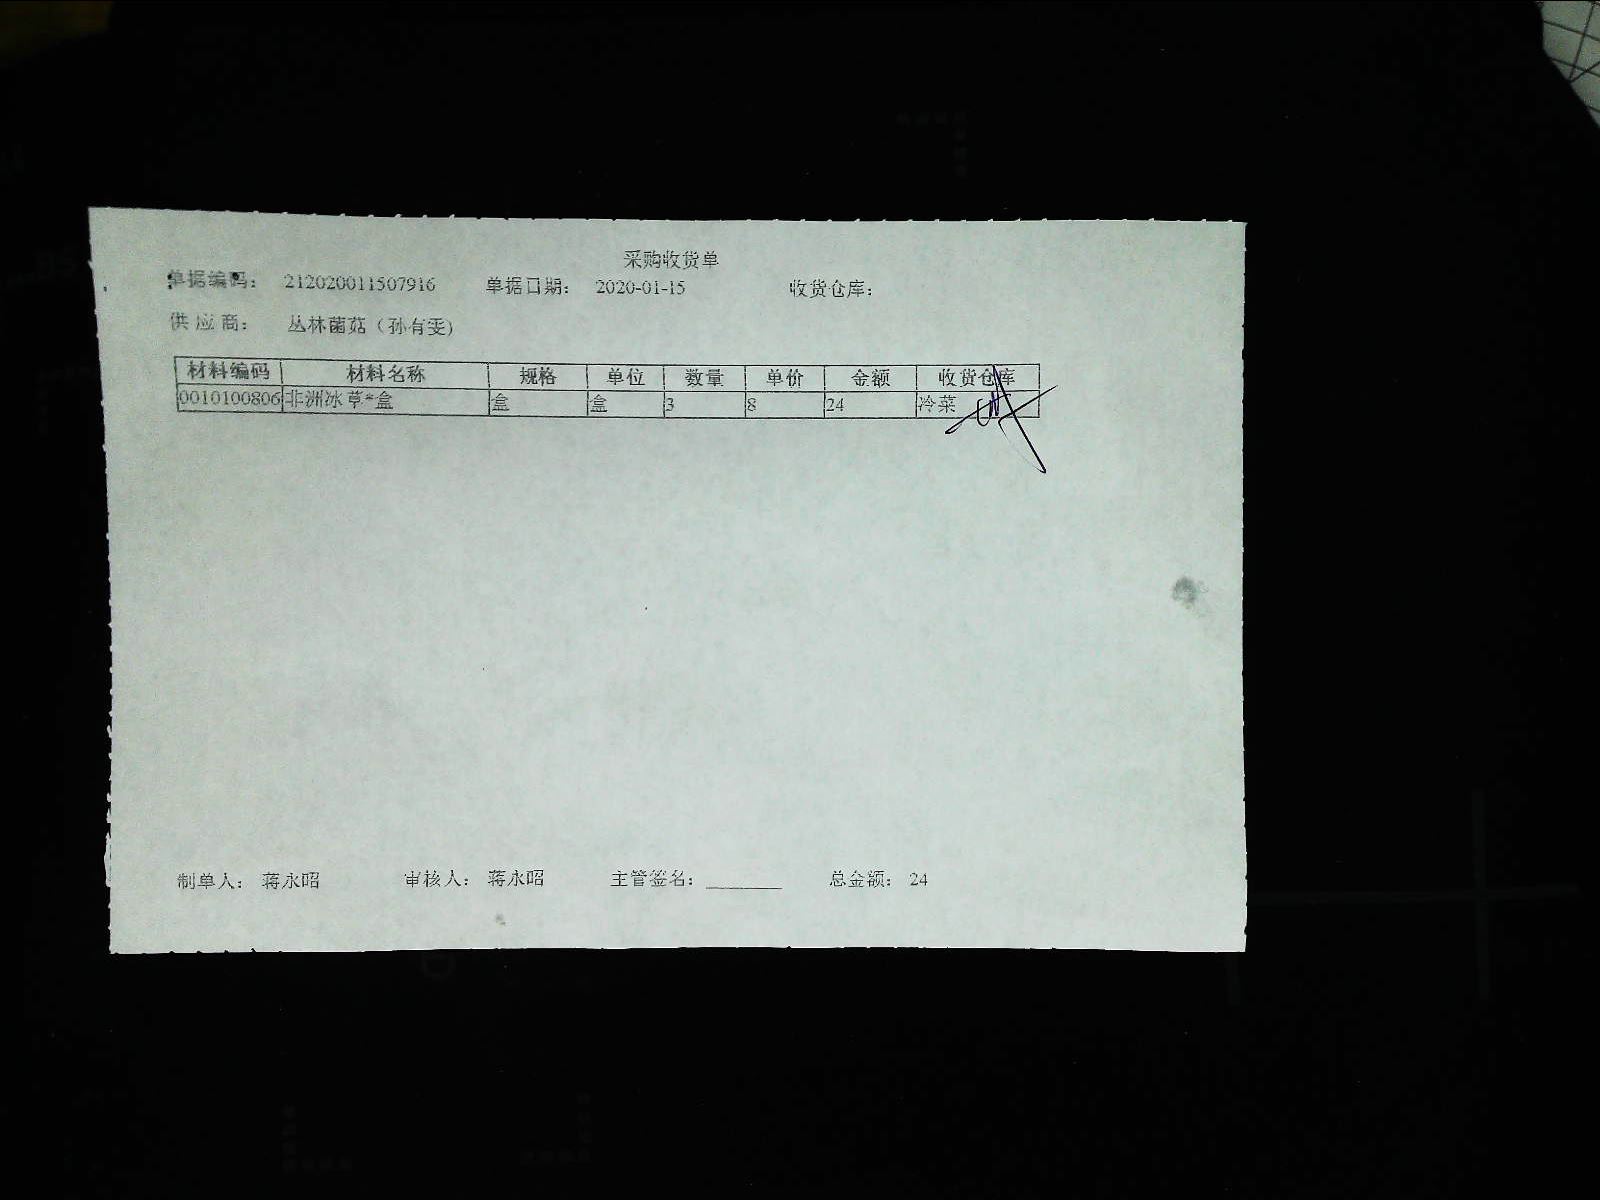 采购收货单
单据编码： 212020011507916 单据日期： 2020-01-15 收货仓库：
供应商： 丛林菌菇（孙有雯）
材料编码 材料名称 规格 单位 数量 单价 金额 收货仓库
0010100806 非洲冰草*盒 盒 盒 3 8 24 冷菜
制单人： 蒋永昭 审核人： 蒋永昭 主管签名：________ 总金额： 24